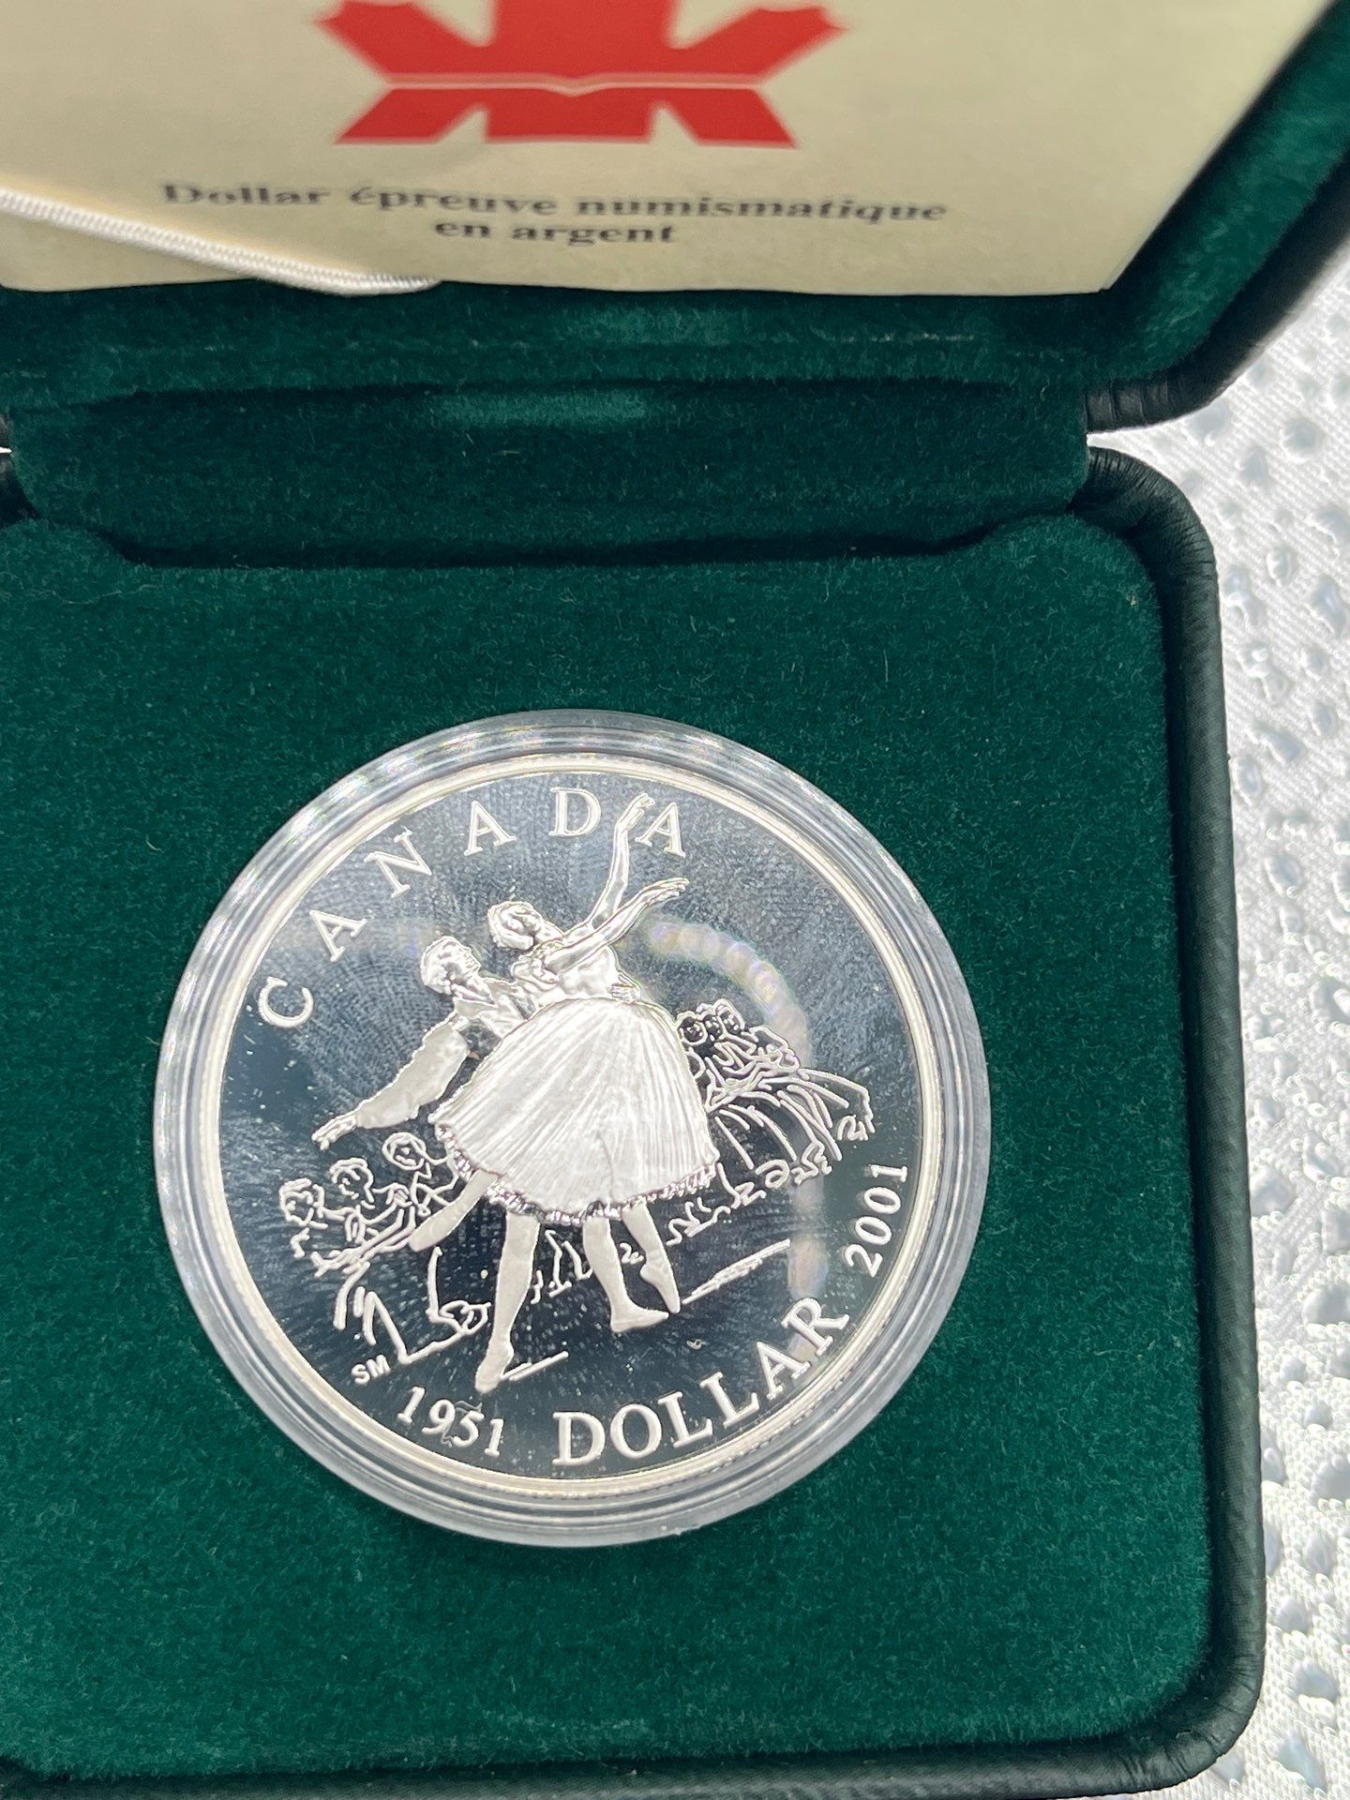 Dollar épreuve numismatique
en argent
CANADA
SM
1951 DOLLAR 2001